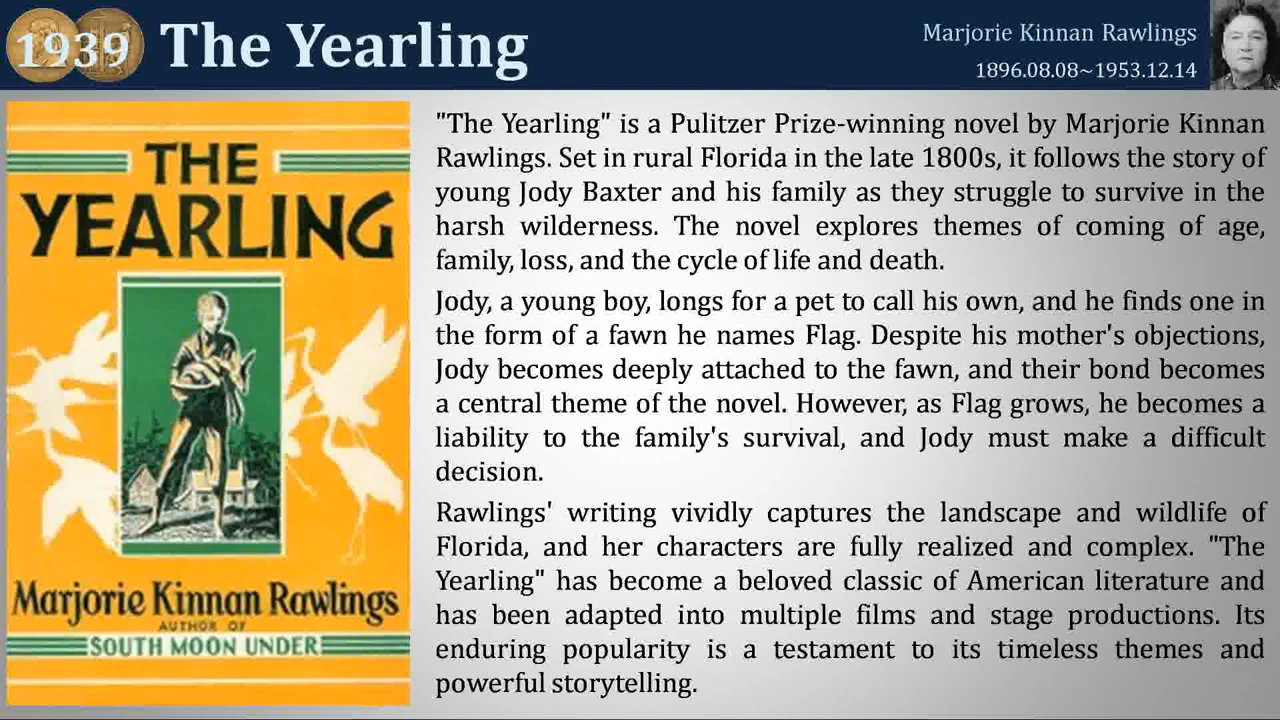 1939 The Yearling
Marjorie Kinnan Rawlings
1896.08.08~1953.12.14
THE
YEARLING
Marjorie Kinnan Rawlings
AUTHOR OF
SOUTH MOON UNDER
"The Yearling" is a Pulitzer Prize-winning novel by Marjorie Kinnan
Rawlings. Set in rural Florida in the late 1800s, it follows the story of
young Jody Baxter and his family as they struggle to survive in the
harsh wilderness. The novel explores themes of coming of age,
family, loss, and the cycle of life and death.
Jody, a young boy, longs for a pet to call his own, and he finds one in
the form of a fawn he names Flag. Despite his mother's objections,
Jody becomes deeply attached to the fawn, and their bond becomes
a central theme of the novel. However, as Flag grows, he becomes a
liability to the family's survival, and Jody must make a difficult
decision.
Rawlings' writing vividly captures the landscape and wildlife of
Florida, and her characters are fully realized and complex. "The
Yearling" has become a beloved classic of American literature and
has been adapted into multiple films and stage productions. Its
enduring popularity is a testament to its timeless themes and
powerful storytelling.